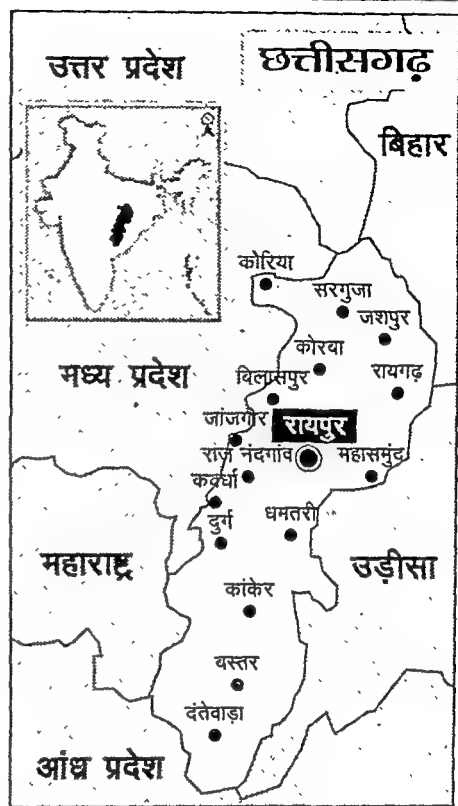 उत्तर प्रदेश
छत्तीसगढ़
बिहार
कोरिया
सरगुजा
जशपुर
कोरबा
मध्य प्रदेश
बिलासपुर
रायगढ़
जांजगीर
रायपुर
राज नंदगांव
महासमुंद
कवर्धा
दुर्ग
धमतरी
महाराष्ट्र
उड़ीसा
कांकेर
बस्तर
दंतेवाड़ा
आंध्र प्रदेश